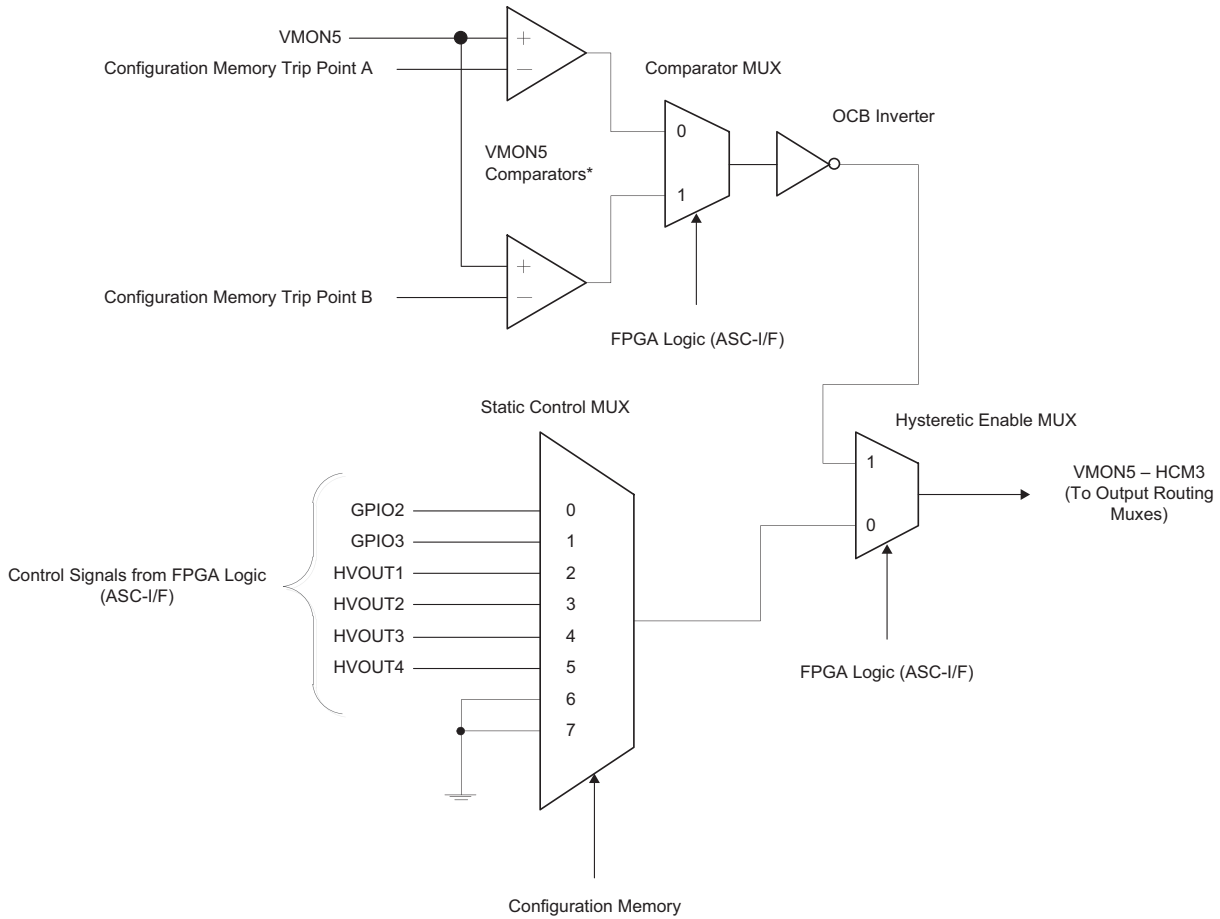 VMON5
+
Configuration Memory Trip Point A
−
Comparator MUX
0
OCB Inverter
VMON5
Comparators*
1
+
Configuration Memory Trip Point B
−
FPGA Logic (ASC-I/F)
Static Control MUX
Hysteretic Enable MUX
1
VMON5 – HCM3
(To Output Routing
Muxes)
0
GPIO2
0
GPIO3
1
HVOUT1
2
Control Signals from FPGA Logic
(ASC-I/F)
HVOUT2
3
HVOUT3
4
HVOUT4
5
6
7
FPGA Logic (ASC-I/F)
Configuration Memory